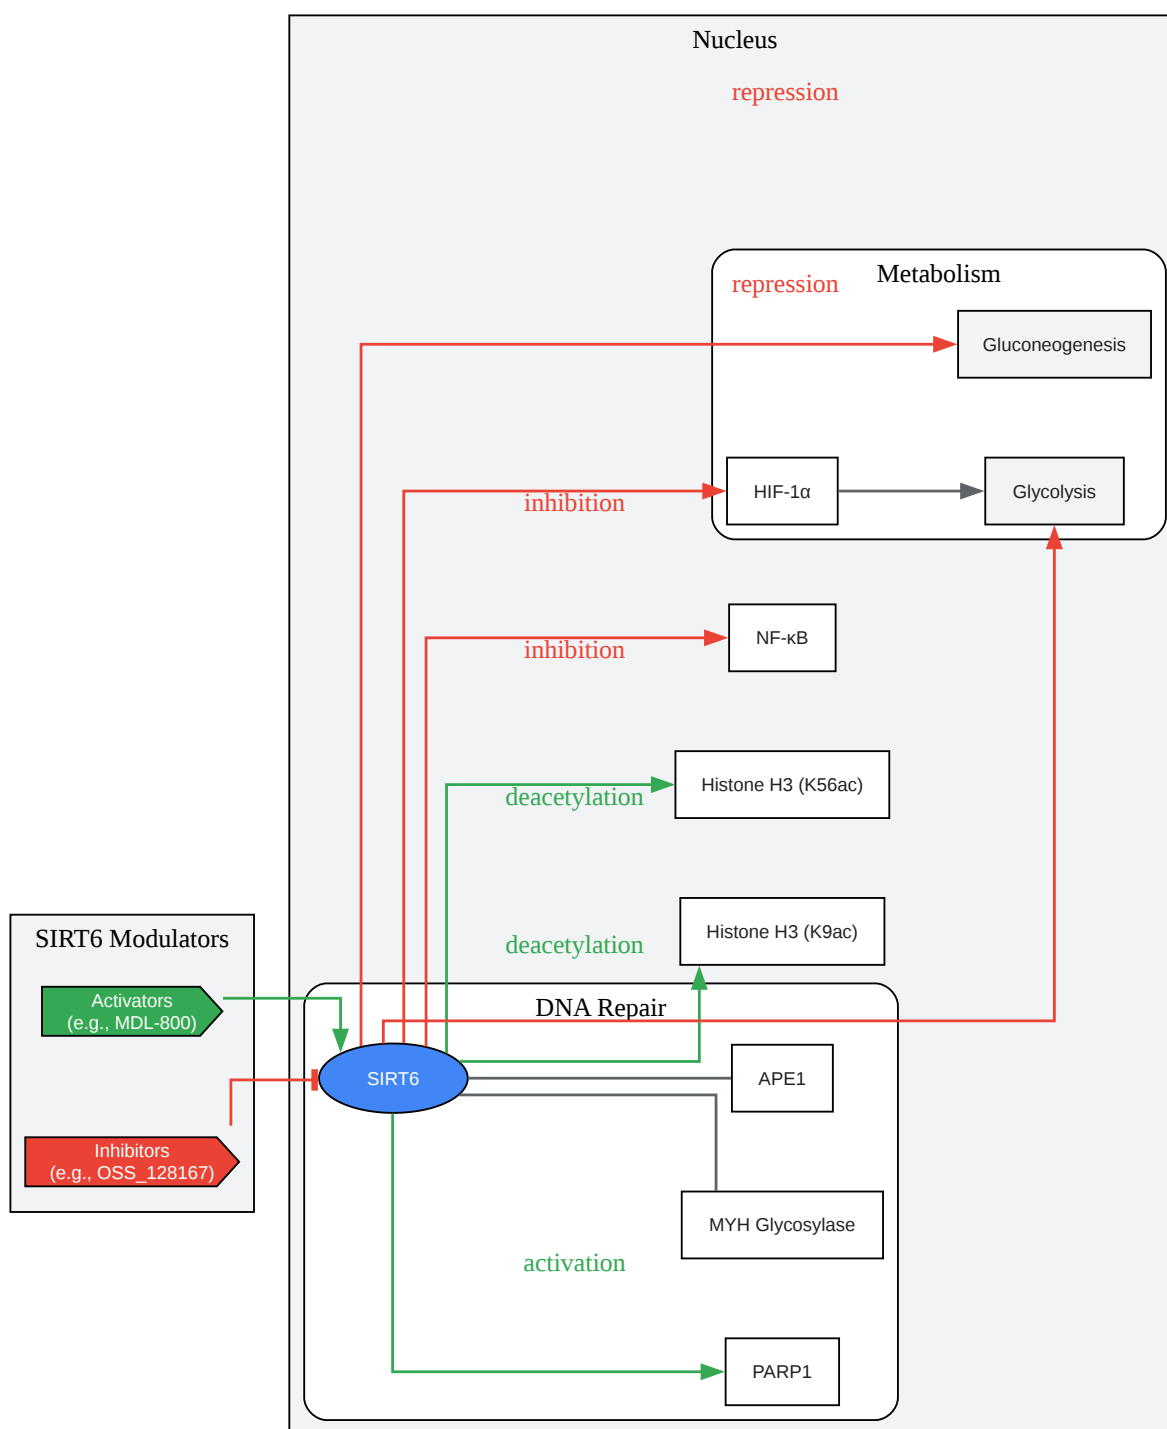 Nucleus
repression
Metabolism
repression
Gluconeogenesis
HIF-1α
Glycolysis
inhibition
NF-κB
inhibition
Histone H3 (K56ac)
deacetylation
Histone H3 (K9ac)
deacetylation
SIRT6 Modulators
Activators
(e.g., MDL-800)
DNA Repair
SIRT6
APE1
Inhibitors
(e.g., OSS_128167)
MYH Glycosylase
activation
PARP1